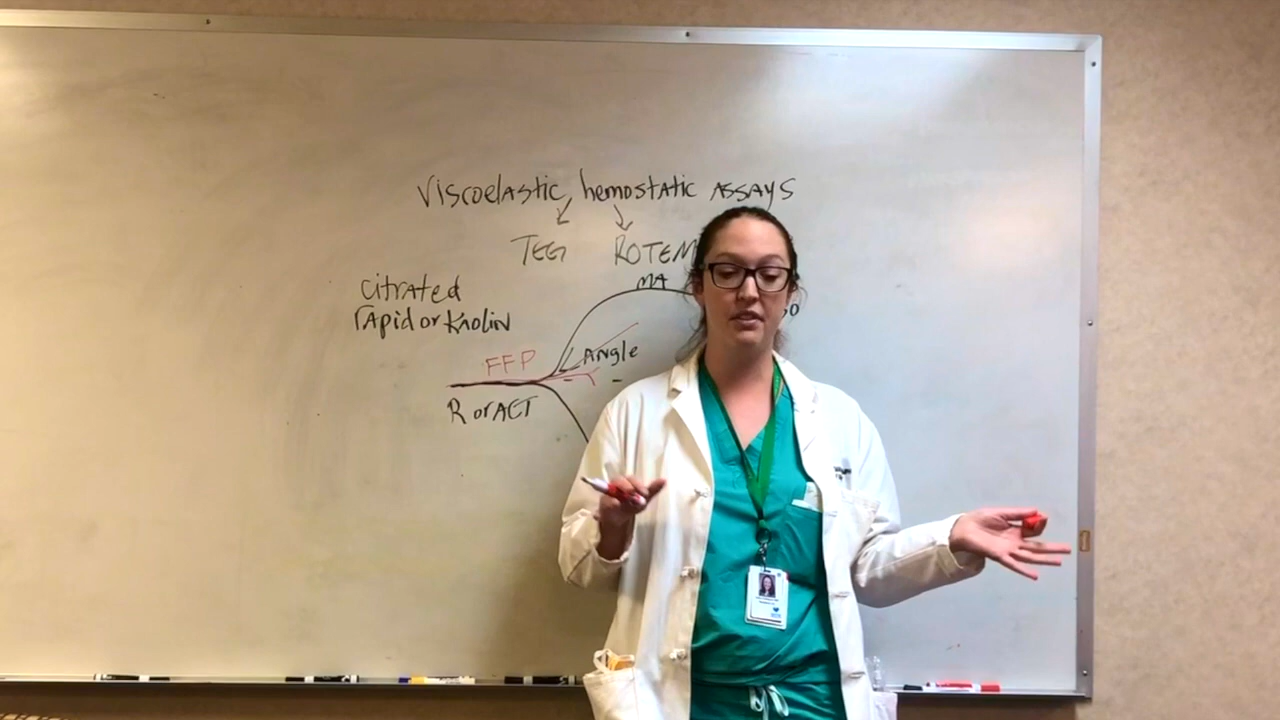 Viscoelastic hemostatic ASSAYS
TEG ROTEM
MA
citrated
rapid or kaolin
FFP
Angle
R or ACT